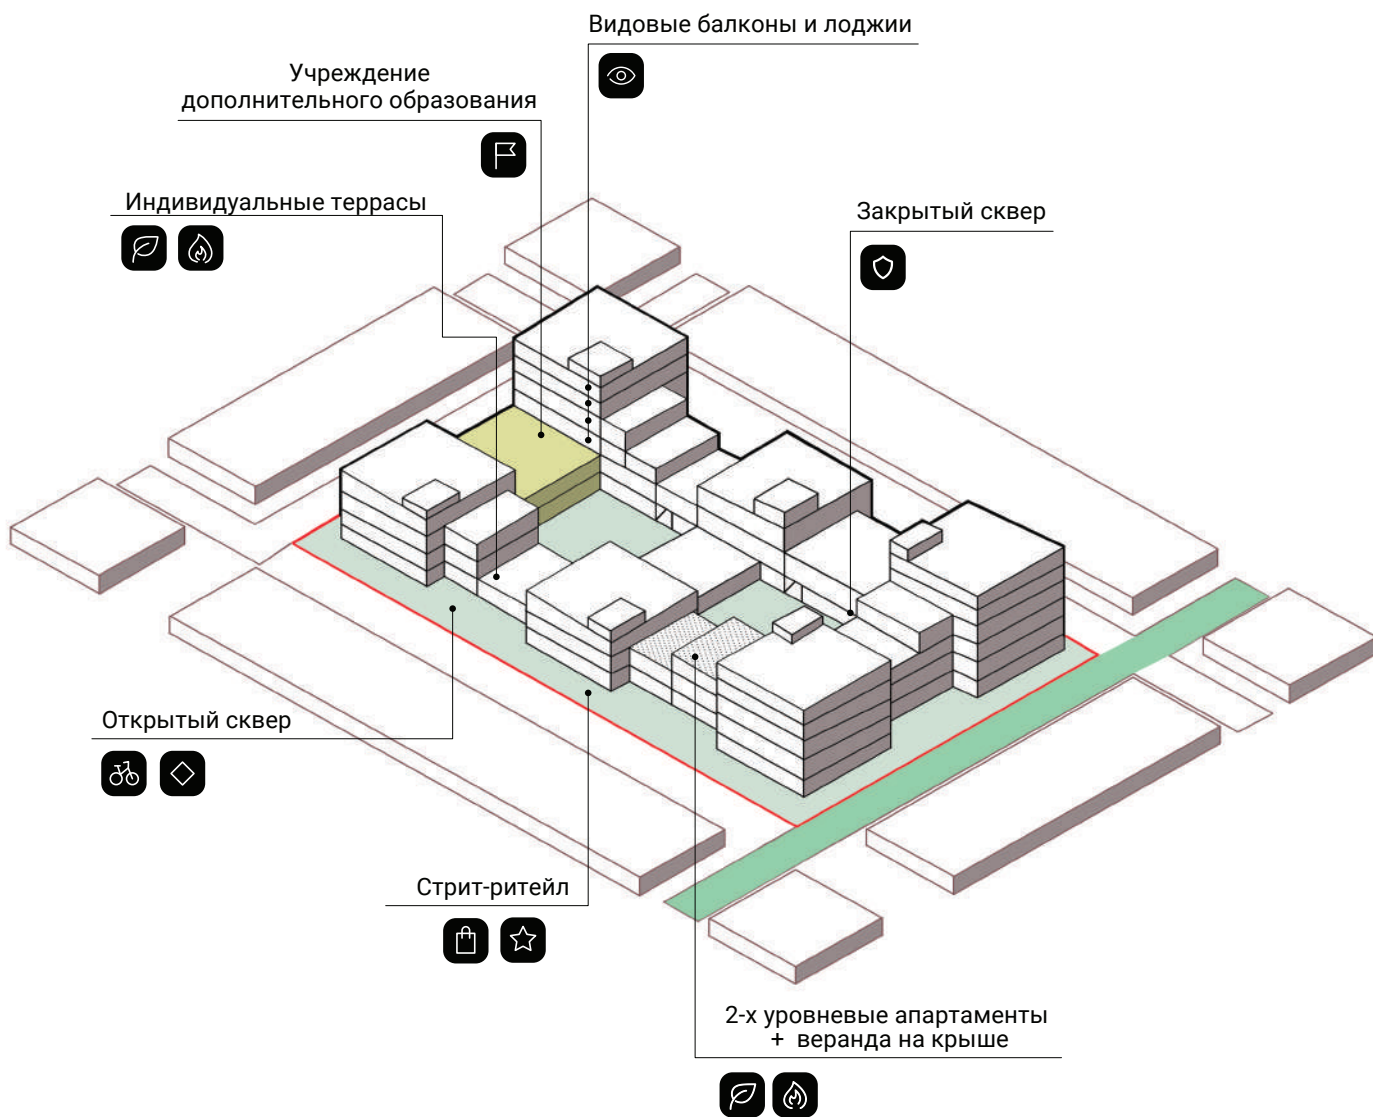 Видовые балконы и лоджии
Учреждение
дополнительного образования
Индивидуальные террасы
Закрытый сквер
Открытый сквер
Стрит-ритейл
2-х уровневые апартаменты
+ веранда на крыше